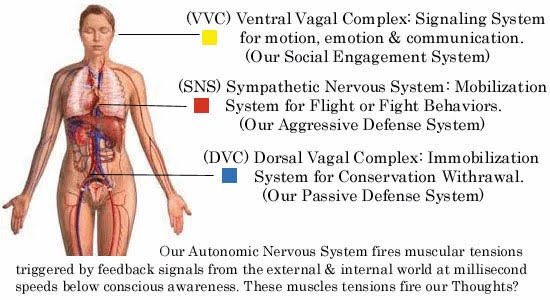 (VVC) Ventral Vagal Complex: Signaling System
for motion, emotion & communication.
(Our Social Engagement System)
(SNS) Sympathetic Nervous System: Mobilization
System for Flight or Fight Behaviors.
(Our Aggressive Defense System)
(DVC) Dorsal Vagal Complex: Immobilization
System for Conservation Withrawal.
(Our Passive Defense System)
Our Autonomic Nervous System fires muscular tensions
triggered by feedback signals from the external & internal world at millisecond
speeds below conscious awareness. These muscles tensions fire our Thoughts?